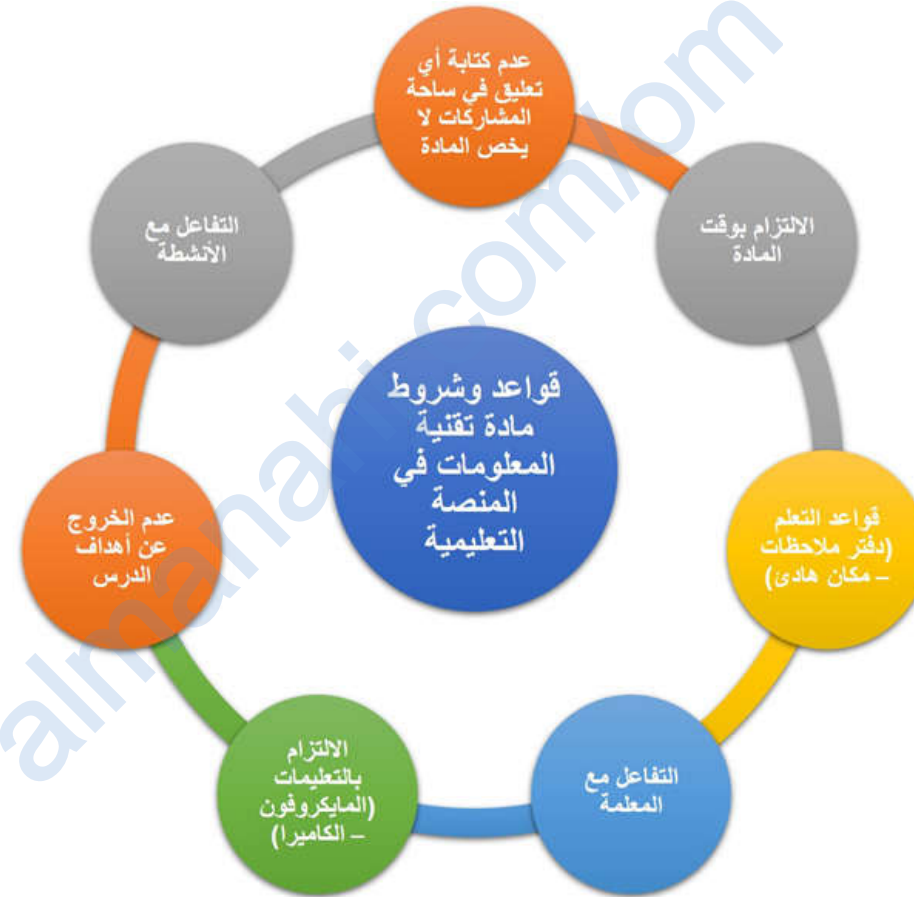 عدم كتابة أي
تعليق في ساحة
المشاركات لا
يخص المادة
الالتزام بوقت
المادة
قواعد التعلم
(دفتر ملاحظات
– مكان هادئ)
التفاعل مع
المعلمة
الالتزام
بالتعليمات
(المايكروفون
– الكاميرا)
عدم الخروج
عن أهداف
الدرس
التفاعل مع
الأنشطة
قواعد وشروط
مادة تقنية
المعلومات في
المنصة
التعليمية
almanahj.com/om